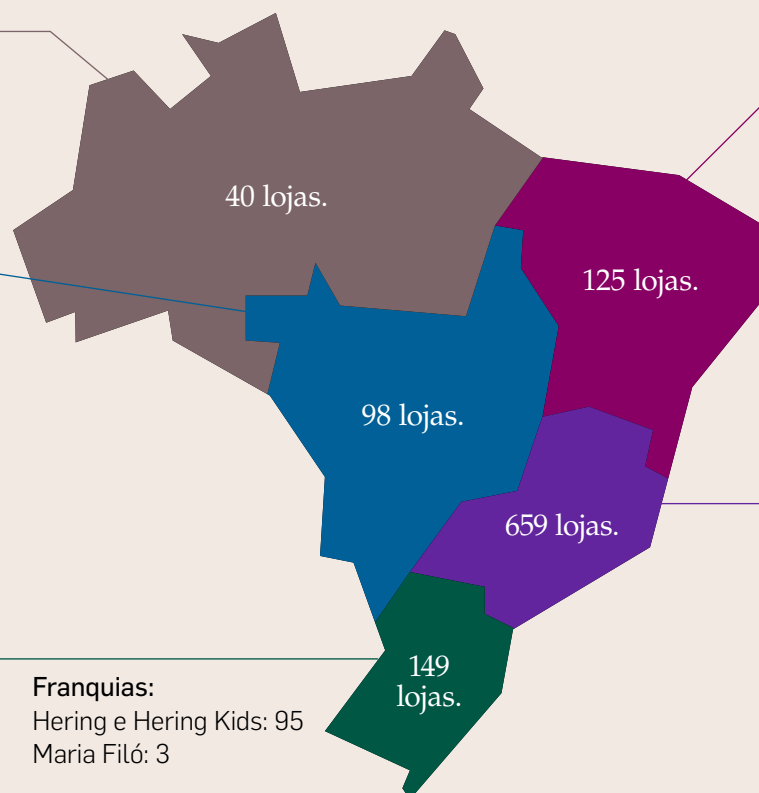 40 lojas.
125 lojas.
98 lojas.
659 lojas.
149
lojas.
Franquias:
Hering e Hering Kids: 95
Maria Filó: 3